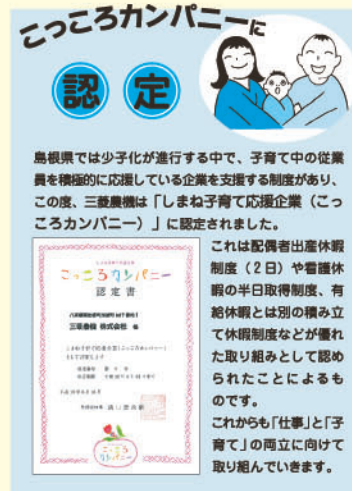 こっころカンパニーに
認定
島根県では少子化が進行する中で、子育て中の従業
員を積極的に応援している企業を支援する制度があり、
この度、三菱農機は「しまね子育て応援企業（こっ
ころカンパニー）」に認定されました。
こっころカンパニー
認定書
三菱農機 株式会社
これは配偶者出産休暇
制度（2日）や看護休
暇の半日取得制度、有
給休暇とは別の積み立
て休暇制度などが優れ
た取り組みとして認め
られたことによるも
のです。
これからも「仕事」と「子
育て」の両立に向けて
取り組んでいきます。